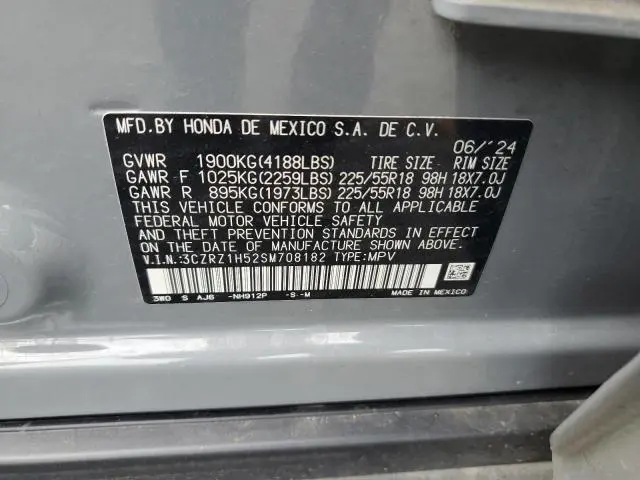 MFD.BY HONDA DE MEXICO S.A. DE C.V.
06/'24
GVWR 1900KG(4188LBS) TIRE SIZE RIM SIZE
GAWR F 1025KG(2259LBS) 225/55R18 98H 18X7.0J
GAWR R 895KG(1973LBS) 225/55R18 98H 18X7.0J
THIS VEHICLE CONFORMS TO ALL APPLICABLE
FEDERAL MOTOR VEHICLE SAFETY
AND THEFT PREVENTION STANDARDS IN EFFECT
ON THE DATE OF MANUFACTURE SHOWN ABOVE.
V.I.N.:3CZRZ1H52SM708182 TYPE:MPV
3W0 S AJ6 -NH912P -S-M MADE IN MEXICO